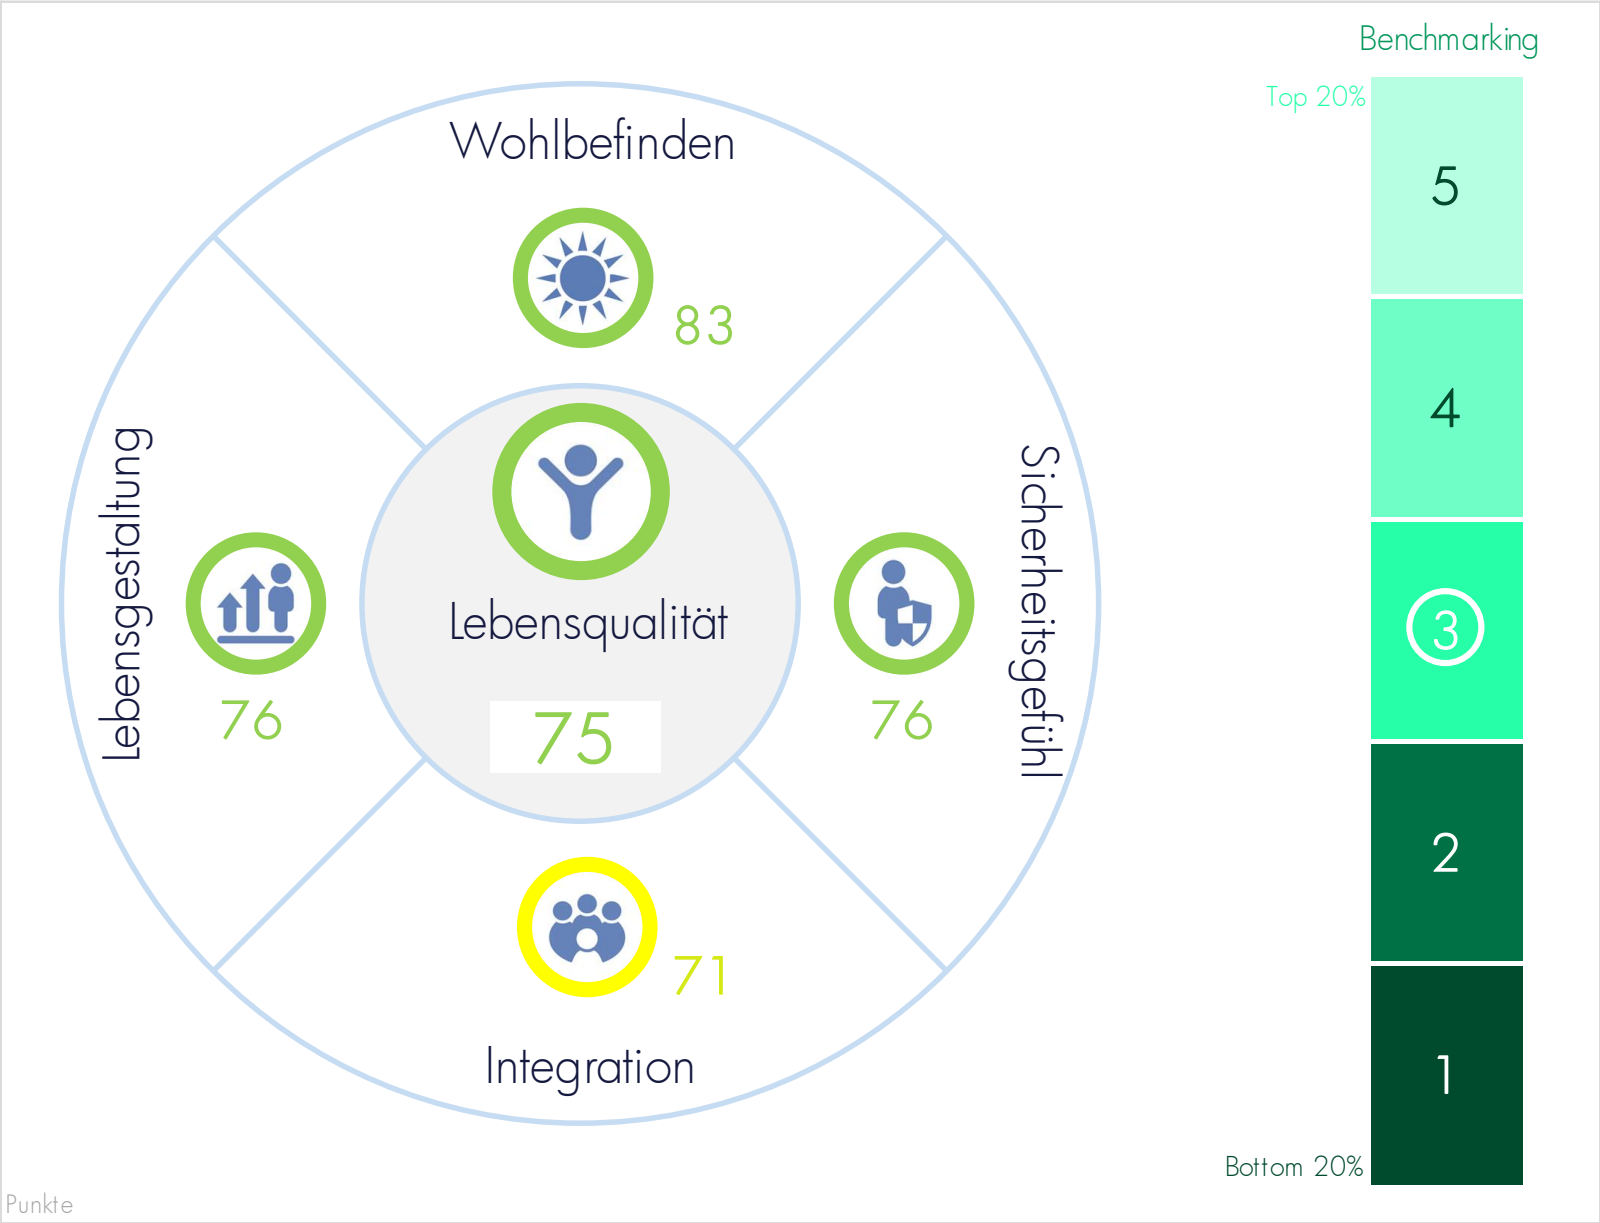 Benchmarking
Top 20%
Wohlbefinden
5
83
4
Lebensgestaltung
Sicherheitsgefühl
Lebensqualität
3
76
75
76
2
71
Integration
1
Bottom 20%
Punkte